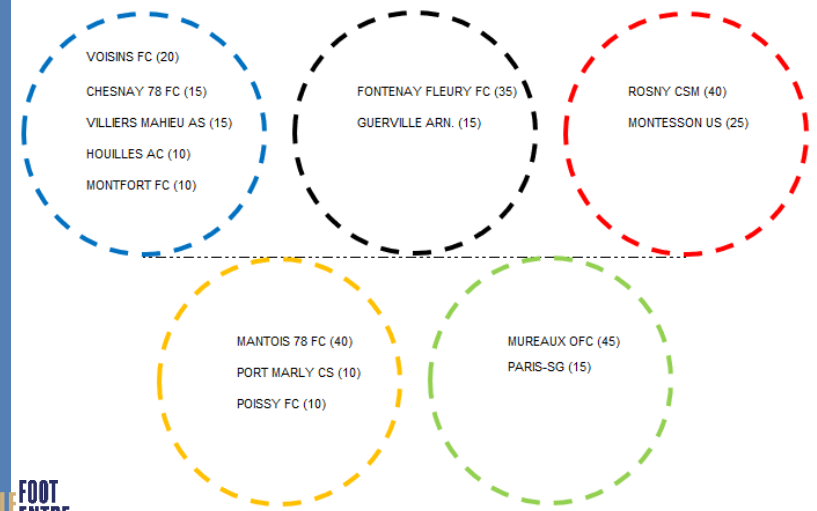 VOISINS FC (20)
CHESNAY 78 FC (15)
VILLIERS MAHIEU AS (15)
HOUILLES AC (10)
MONTFORT FC (10)
FONTENAY FLEURY FC (35)
GUERVILLE ARN. (15)
ROSNY CSM (40)
MONTESSON US (25)
MANTOIS 78 FC (40)
PORT MARLY CS (10)
POISSY FC (10)
MUREAUX OFC (45)
PARIS-SG (15)
FOOT
ENTRE